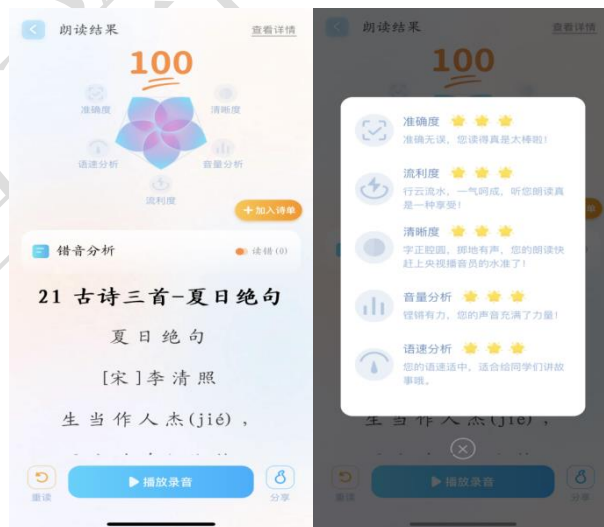 朗读结果
查看详情
100
准确度
清晰度
语速分析
音量分析
流利度
+加入诗单
错音分析
读错(0)
21 古诗三首-夏日绝句
夏日绝句
[宋]李清照
生当作人杰(jié),
重读
播放录音
分享
朗读结果
查看详情
100
准确度
准确无误，您读得真是太棒啦！
流利度
行云流水，一气呵成，听您朗读真
是一种享受！
清晰度
字正腔圆，掷地有声，您的朗读快
赶上央视播音员的水准了！
音量分析
铿锵有力，您的声音充满了力量！
语速分析
您的语速适中，适合给同学们讲故
事哦。
生当作人杰(jié),
重读
播放录音
分享